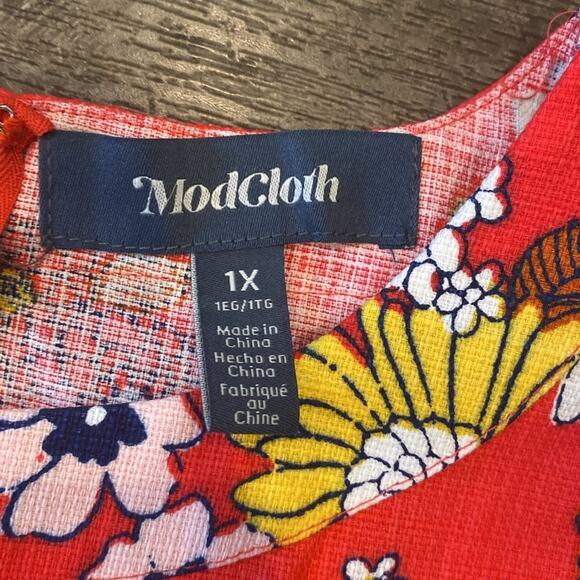 ModCloth
1X
1EG/1TG
Made in
China
Hecho en
China
Fabriqué
au
Chine